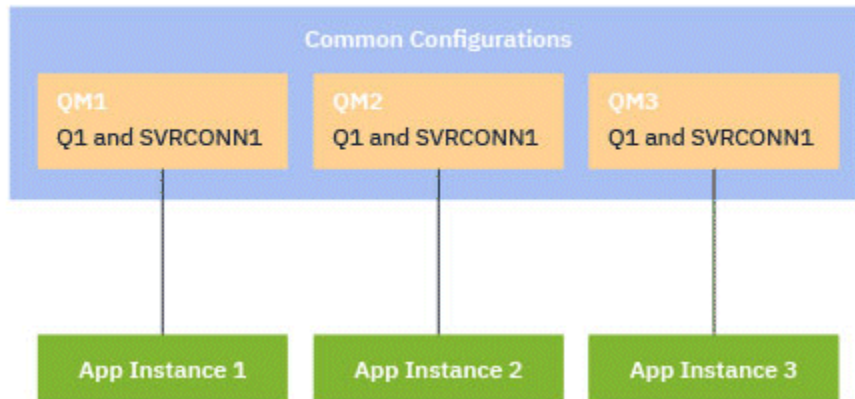 Common Configurations
QM1
Q1 and SVRCONN1
QM2
Q1 and SVRCONN1
QM3
Q1 and SVRCONN1
App Instance 1
App Instance 2
App Instance 3